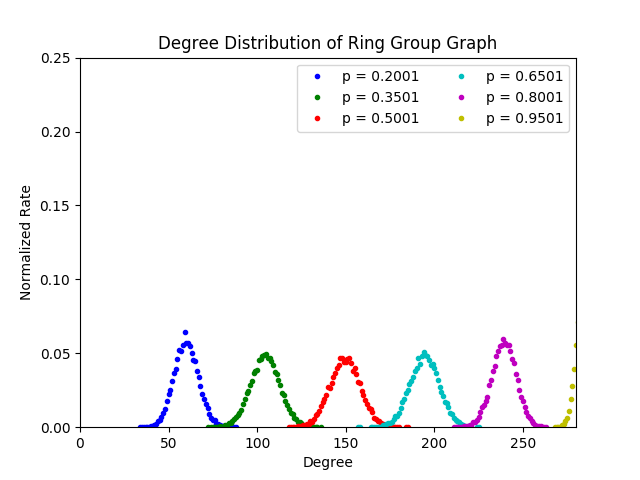 Degree Distribution of Ring Group Graph
p = 0.2001
p = 0.3501
p = 0.5001
p = 0.6501
p = 0.8001
p = 0.9501
Normalized Rate
0.25
0.20
0.15
0.10
0.05
0.00
0 50 100 150 200 250
Degree